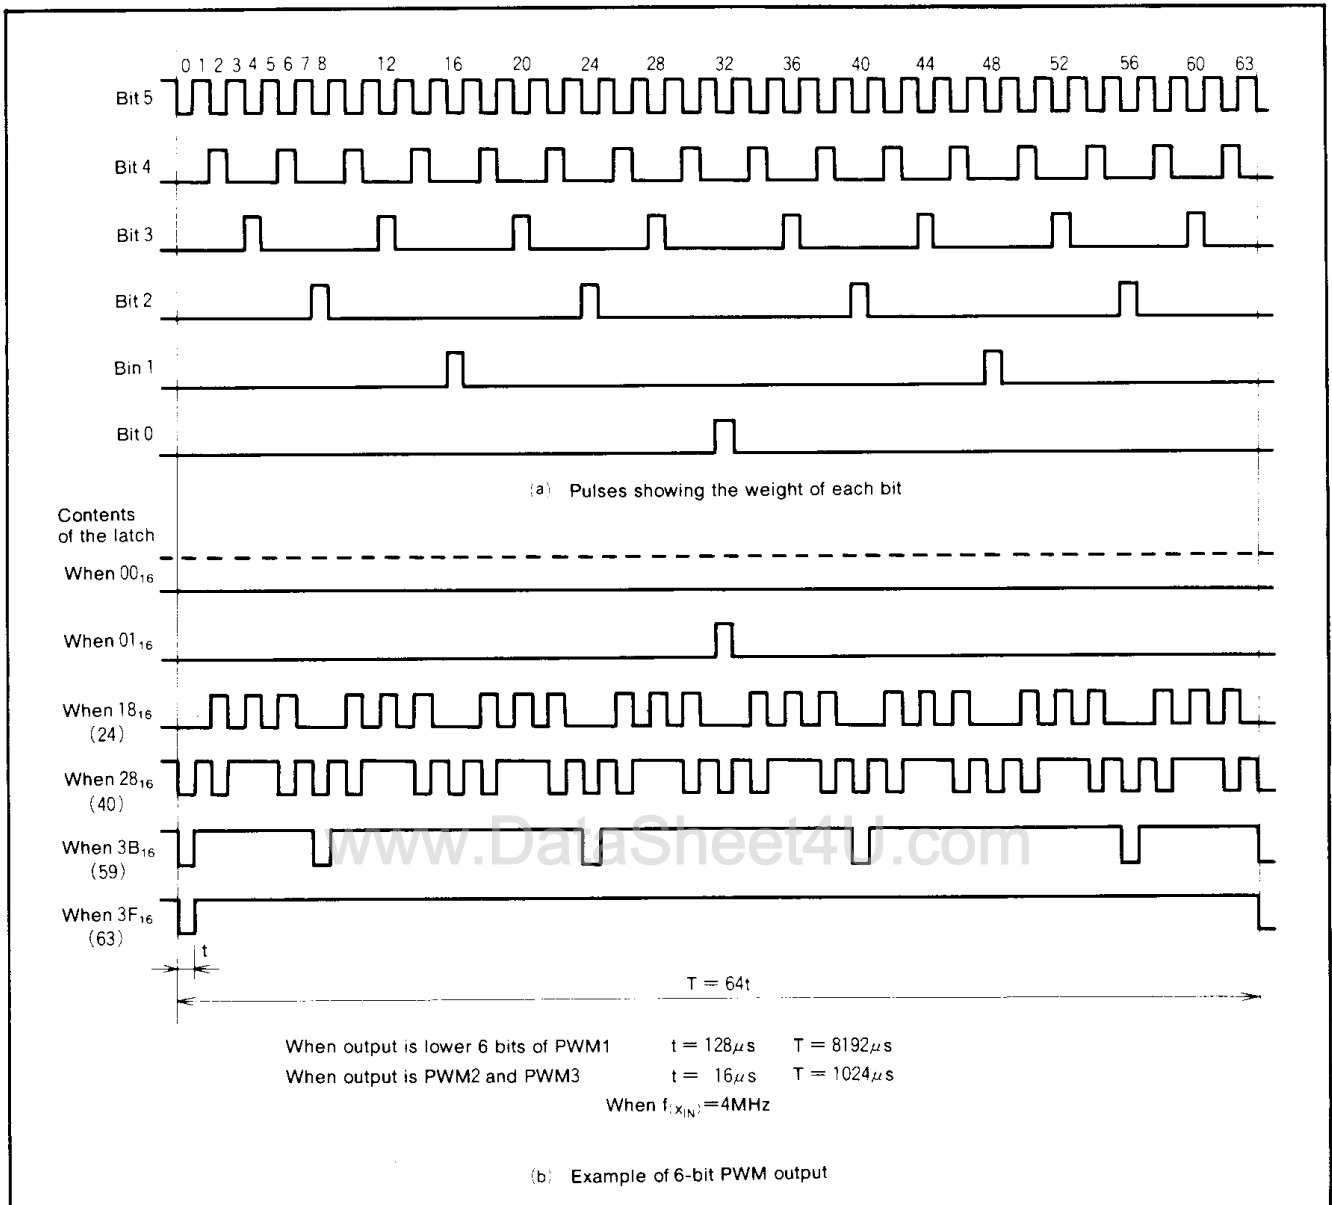 0 1 2 3 4 5 6 7 8 12 16 20 24 28 32 36 40 44 48 52 56 60 63
Bit 5
Bit 4
Bit 3
Bit 2
Bin 1
Bit 0
(a) Pulses showing the weight of each bit
Contents
of the latch
When 00₁₆
When 01₁₆
When 18₁₆
(24)
When 28₁₆
(40)
When 3B₁₆
(59)
www.DataSheet4U.com
When 3F₁₆
(63)
t
T = 64t
When output is lower 6 bits of PWM1 t = 128μs T = 8192μs
When output is PWM2 and PWM3 t = 16μs T = 1024μs
When f(XIN)=4MHz
(b) Example of 6-bit PWM output